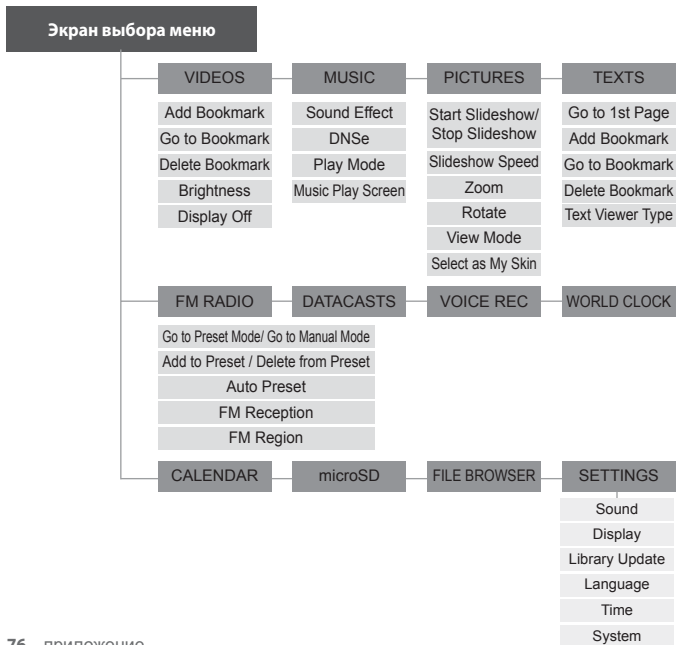 Экран выбора меню
VIDEOS
MUSIC
PICTURES
TEXTS
Add Bookmark
Go to Bookmark
Delete Bookmark
Brightness
Display Off
Sound Effect
DNSe
Play Mode
Music Play Screen
Start Slideshow/
Stop Slideshow
Slideshow Speed
Zoom
Rotate
View Mode
Select as My Skin
Go to 1st Page
Add Bookmark
Go to Bookmark
Delete Bookmark
Text Viewer Type
FM RADIO
DATACASTS
VOICE REC
WORLD CLOCK
Go to Preset Mode/ Go to Manual Mode
Add to Preset / Delete from Preset
Auto Preset
FM Reception
FM Region
CALENDAR
microSD
FILE BROWSER
SETTINGS
Sound
Display
Library Update
Language
Time
System
76 приложение